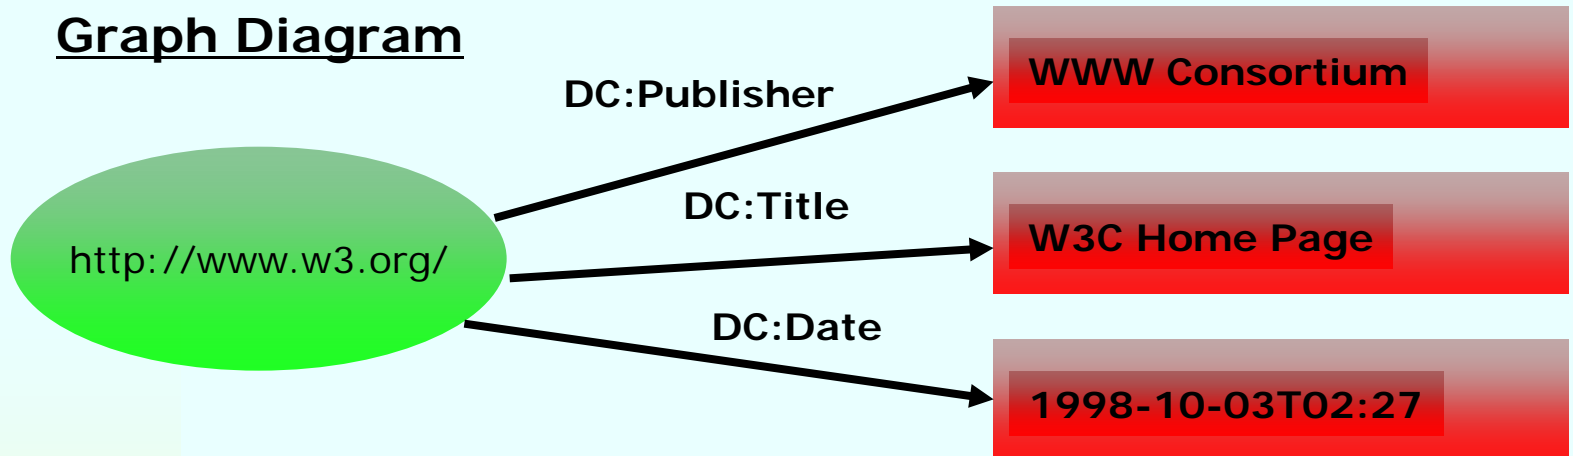 Graph Diagram
http://www.w3.org/
DC:Publisher
WWW Consortium
DC:Title
W3C Home Page
DC:Date
1998-10-03T02:27